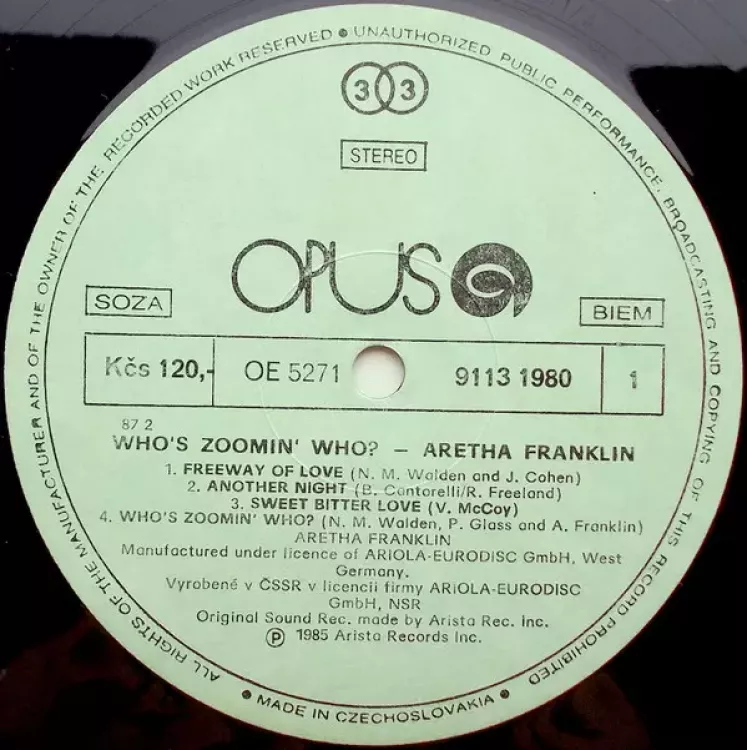 ALL RIGHTS OF THE MANUFACTURER AND OF THE OWNER OF THE RECORDED WORK RESERVED • UNAUTHORIZED PUBLIC PERFORMANCE, BROADCASTING AND COPYING OF THIS RECORD PROHIBITED
33
STEREO
OPUS
SOZA
BIEM
Kčs 120,- OE 5271 9113 1980 1
87 2
WHO'S ZOOMIN' WHO? – ARETHA FRANKLIN
1. FREEWAY OF LOVE (N. M. Walden and J. Cohen)
2. ANOTHER NIGHT (B. Cantorelli/R. Freeland)
3. SWEET BITTER LOVE (V. McCoy)
4. WHO'S ZOOMIN' WHO? (N. M. Walden, P. Glass and A. Franklin)
ARETHA FRANKLIN
Manufactured under licence of ARIOLA-EURODISC GmbH, West
Germany.
Vyrobené v ČSSR v licencii firmy ARiOLA-EURODISC
GmbH, NSR
Original Sound Rec. made by Arista Rec. Inc.
Ⓟ 1985 Arista Records Inc.
• MADE IN CZECHOSLOVAKIA •